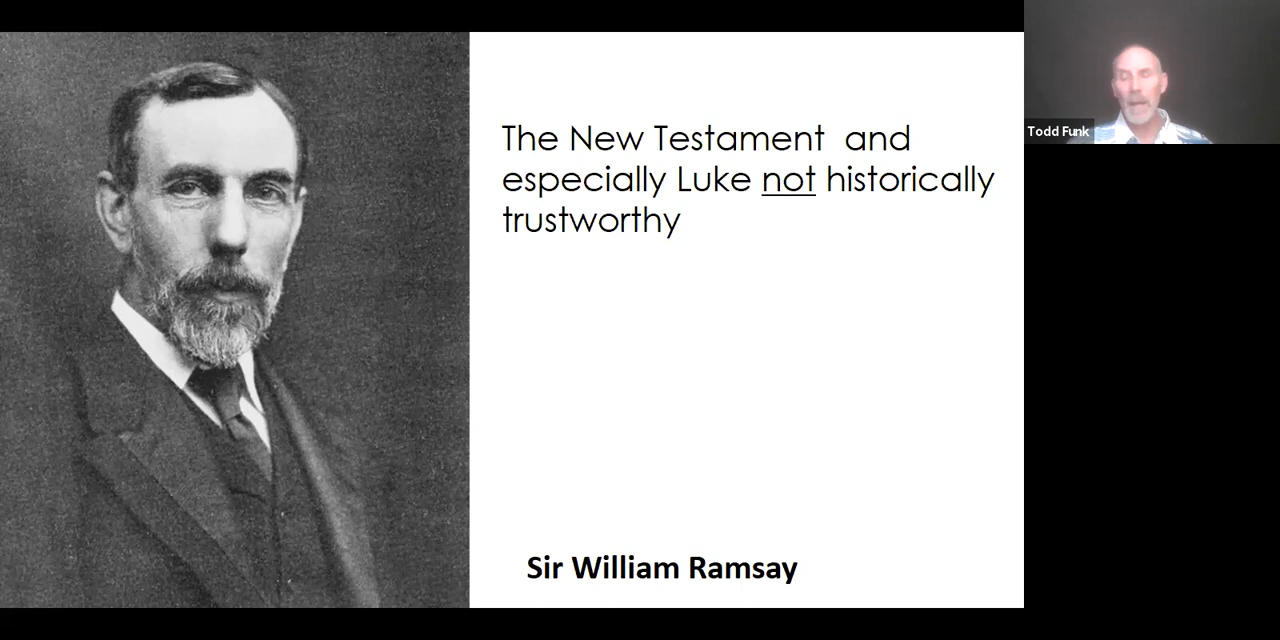 The New Testament and
especially Luke not historically
trustworthy
Sir William Ramsay
Todd Funk